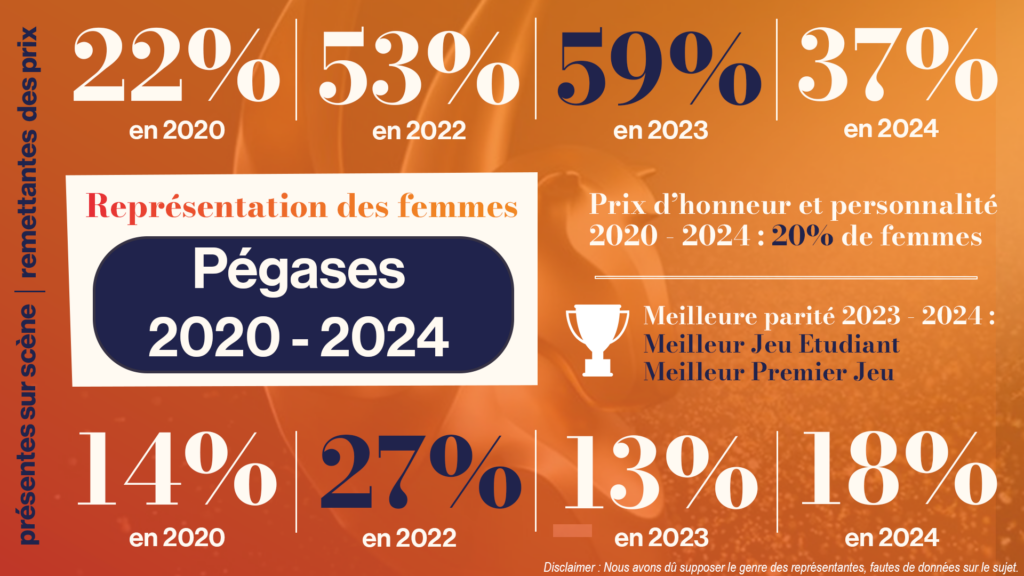 remettantes des prix
22%
en 2020
53%
en 2022
59%
en 2023
37%
en 2024
Représentation des femmes
Pégases
2020 - 2024
Prix d'honneur et personnalité
2020 - 2024 : 20% de femmes
Meilleure parité 2023 - 2024 :
Meilleur Jeu Etudiant
Meilleur Premier Jeu
présentes sur scène
14%
en 2020
27%
en 2022
13%
en 2023
18%
en 2024
Disclaimer : Nous avons dû supposer le genre des représentantes, fautes de données sur le sujet.